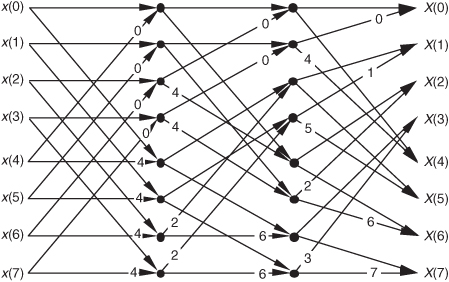 x(0) 0 X(0)
0 0
x(1) 4 1 X(1)
0
x(2) 4 X(2)
0
x(3) 4 5 X(3)
0
x(4) 4 X(4)
2
x(5) 4 X(5)
2 6
x(6) 4 6 X(6)
2 3
x(7) 4 6 7 X(7)